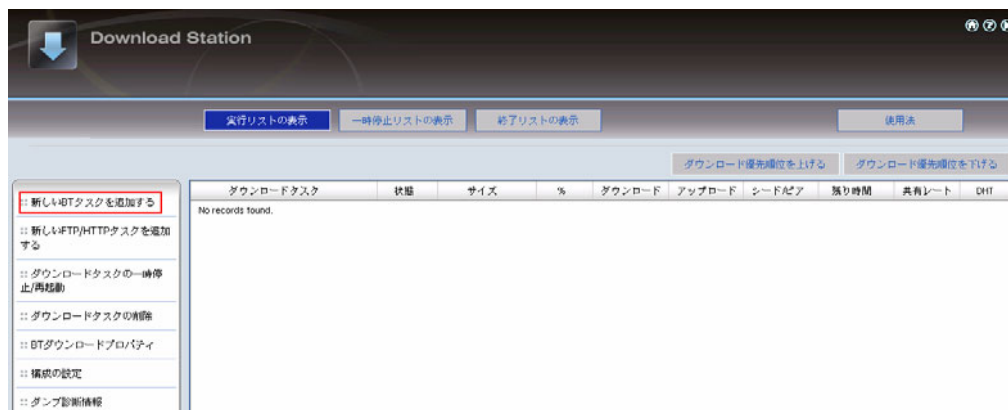 Download Station
実行リストの表示
一時停止リストの表示
終了リストの表示
使用法
ダウンロード優先順位を上げる
ダウンロード優先順位を下げる
ダウンロードタスク 状態 サイズ % ダウンロード アップロード シード/ピア 残り時間 共有レート DHT
No records found.
:: 新しいBTタスクを追加する
:: 新しいFTP/HTTPタスクを追加
する
:: ダウンロードタスクの一時停
止/再起動
:: ダウンロードタスクの削除
:: BTダウンロードプロパティ
:: 構成の設定
:: ダンプ診断情報